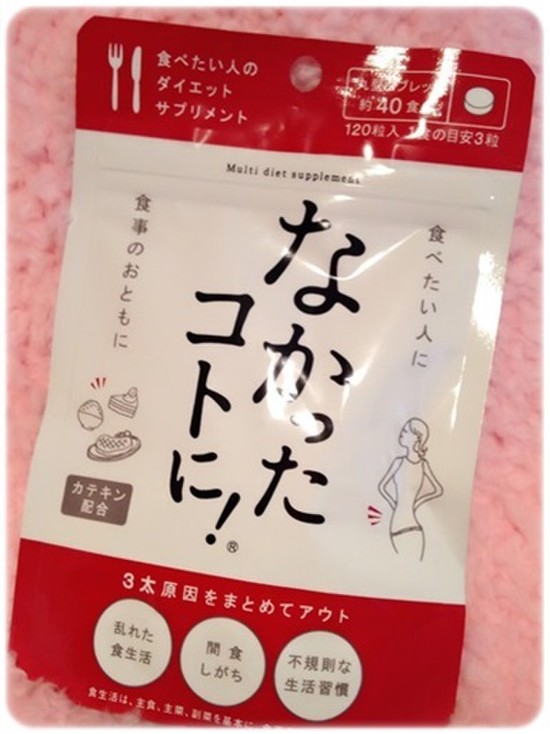 食べたい人の
ダイエット
サプリメント
約40食分
120粒入 1食の目安3粒
Multi diet supplement
食べたい人に
なかった
コトに!®
食事のおともに
カテキン
配合
3太原因をまとめてアウト
乱れた
食生活
間食
しがち
不規則な
生活習慣
食生活は、主食、主菜、副菜を基本に、食